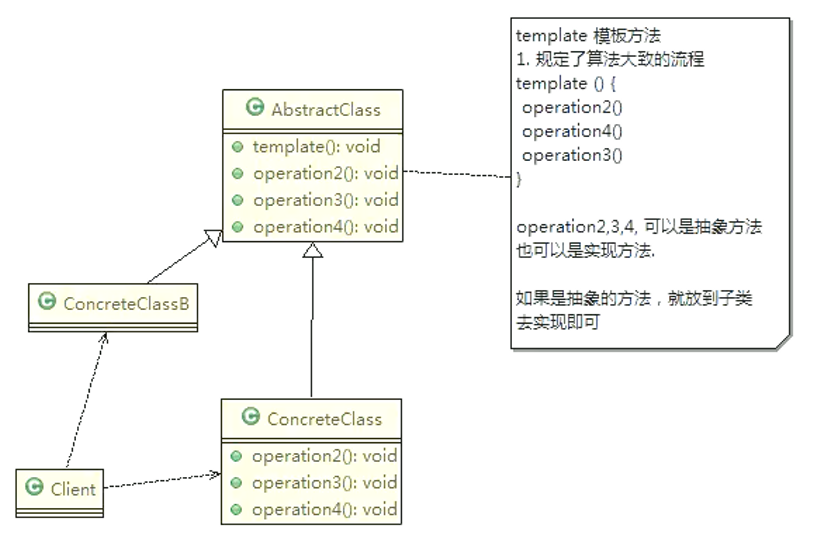 template 模板方法
1. 规定了算法大致的流程
template () {
operation2()
operation4()
operation3()
}
operation2,3,4, 可以是抽象方法
也可以是实现方法.
如果是抽象的方法，就放到子类
去实现即可
C AbstractClass
template(): void
operation2(): void
operation3(): void
operation4(): void
C ConcreteClassB
C ConcreteClass
operation2(): void
operation3(): void
operation4(): void
C Client